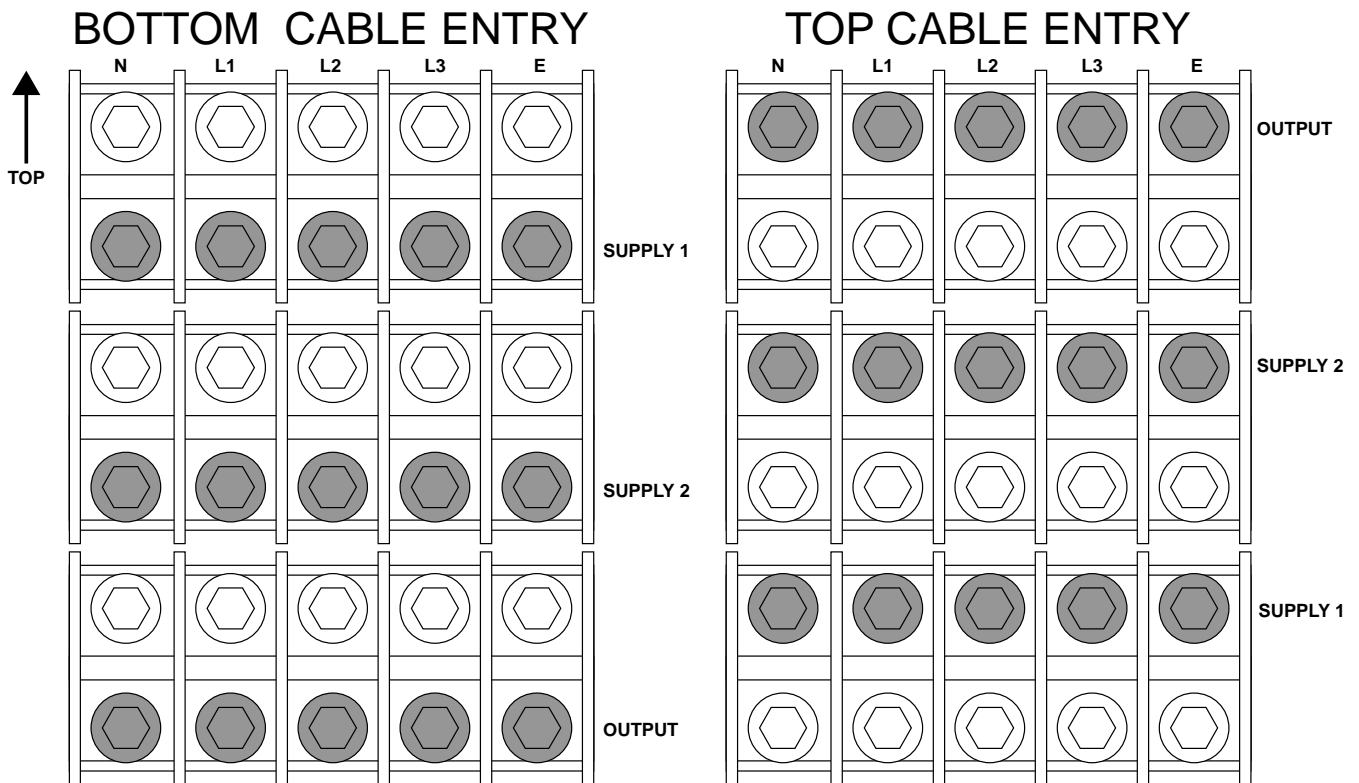 BOTTOM CABLE ENTRY
N L1 L2 L3 E
TOP
SUPPLY 1
SUPPLY 2
OUTPUT
TOP CABLE ENTRY
N L1 L2 L3 E
OUTPUT
SUPPLY 2
SUPPLY 1